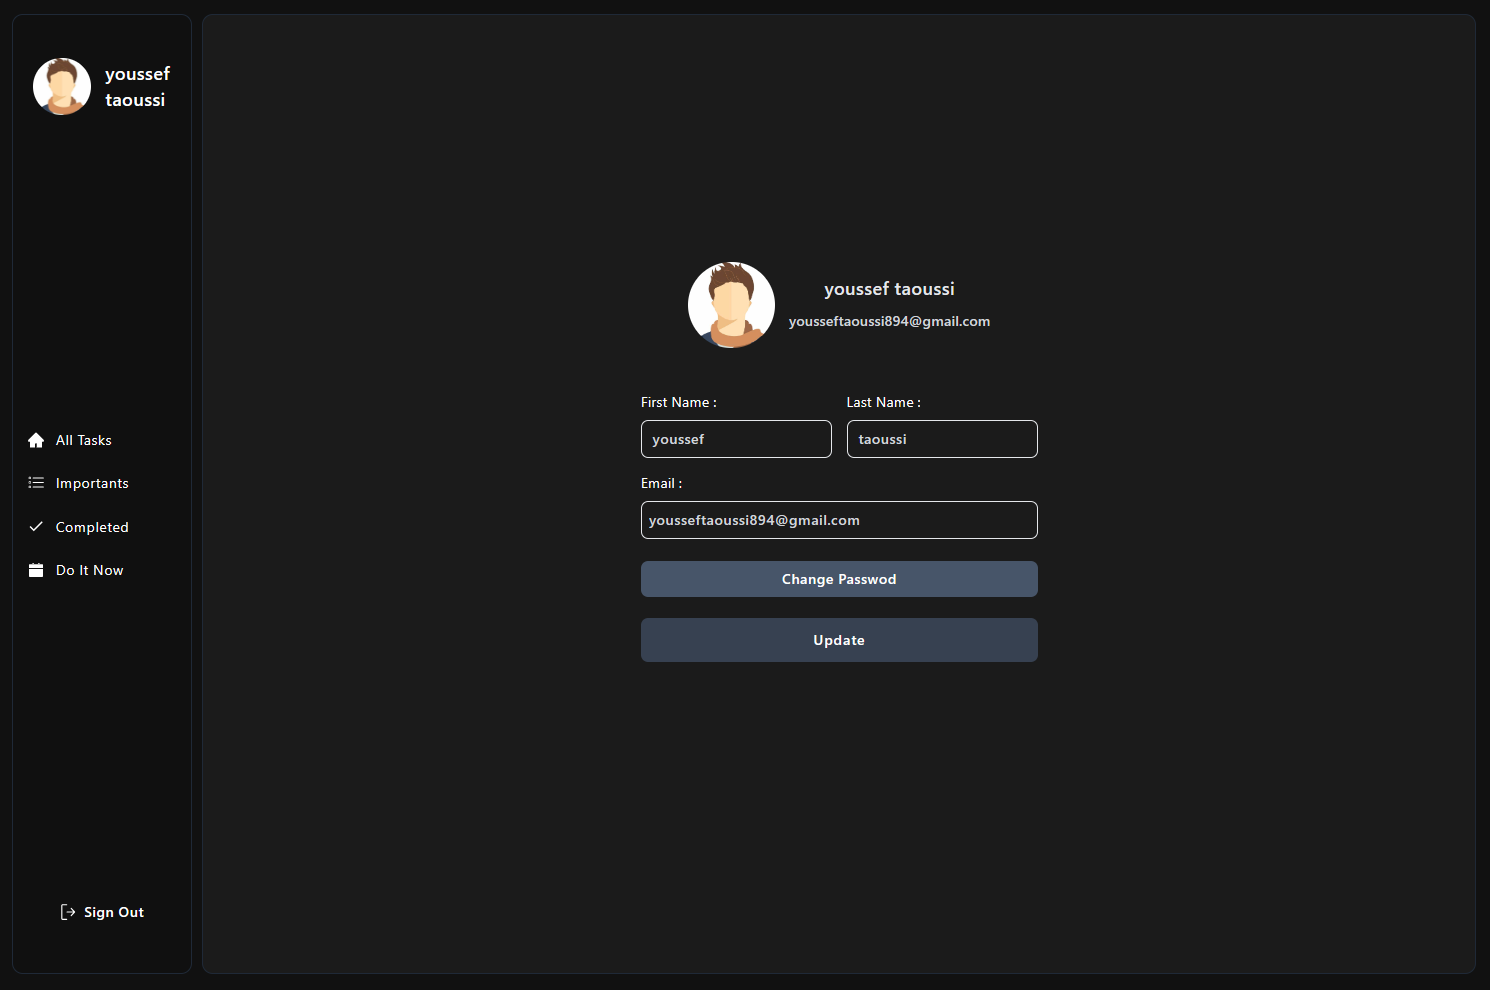 youssef
taoussi
All Tasks
Importants
Completed
Do It Now
Sign Out
youssef taoussi
yousseftaoussi894@gmail.com
First Name :
Last Name :
youssef
taoussi
Email :
yousseftaoussi894@gmail.com
Change Passwod
Update